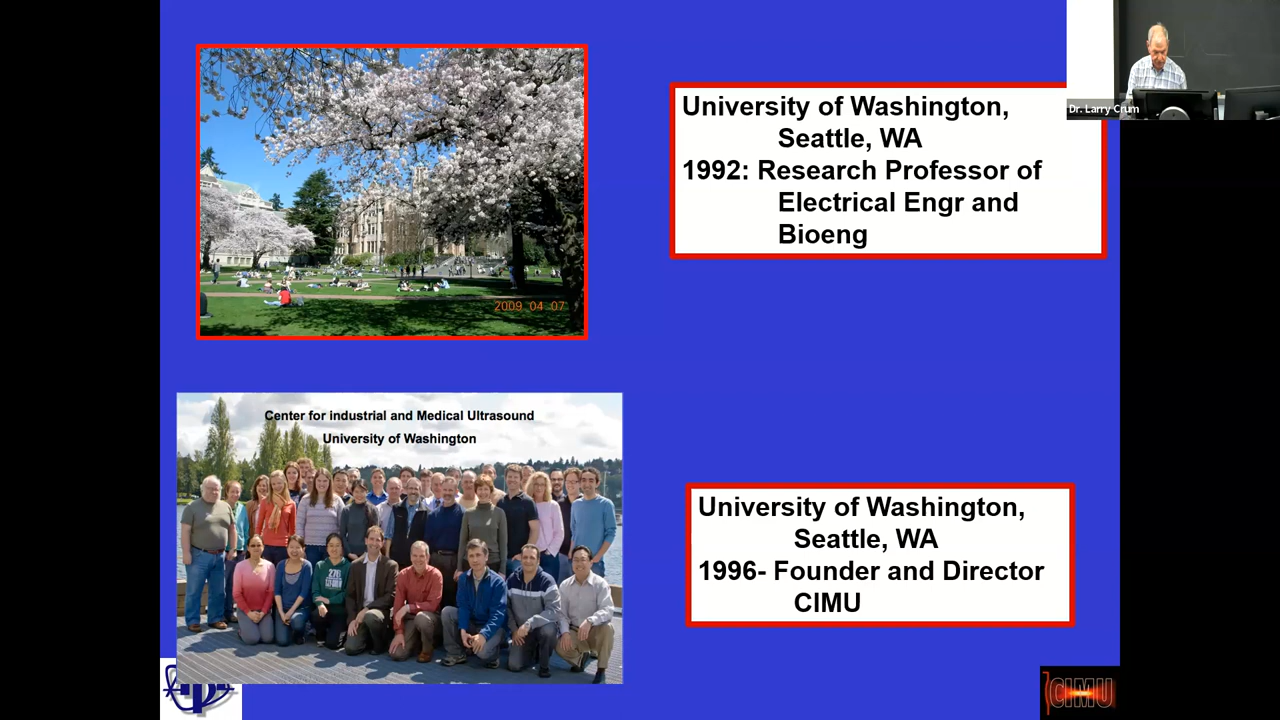 University of Washington,
Seattle, WA
1992: Research Professor of
Electrical Engr and
Bioeng
Dr. Larry Crum
2009 04 07
Center for industrial and Medical Ultrasound
University of Washington
University of Washington,
Seattle, WA
1996- Founder and Director
CIMU
CIMU